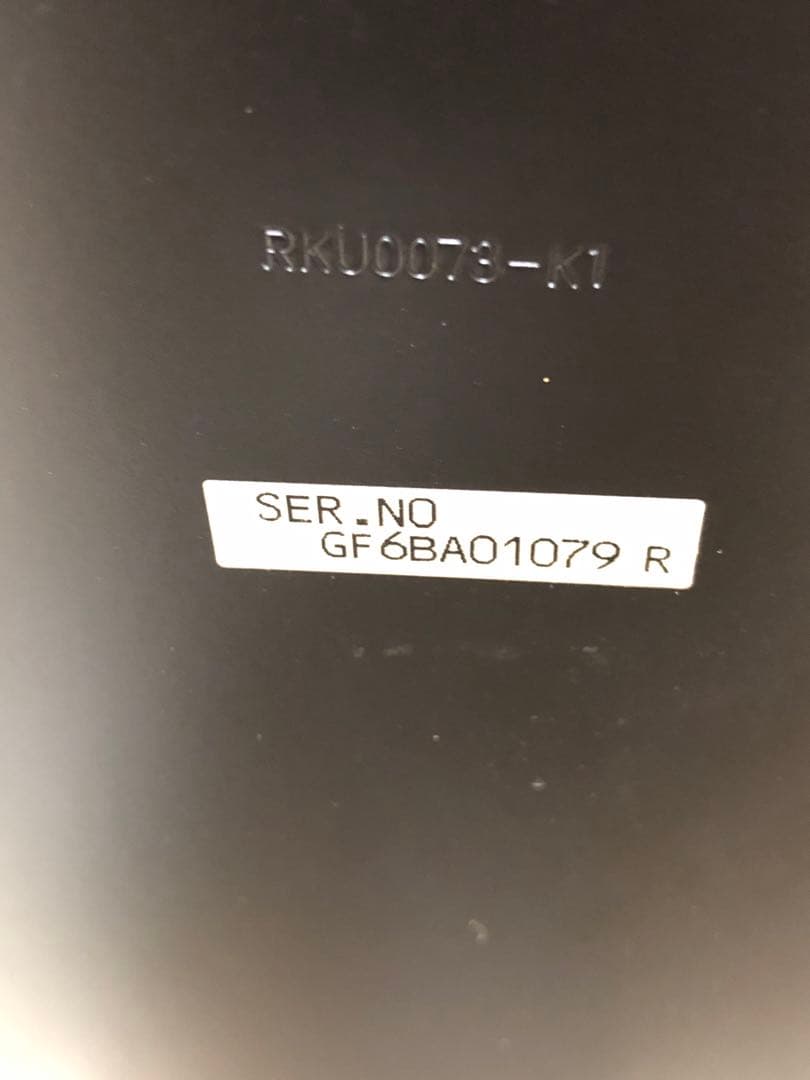 RKU0073-K1
SER.NO
GF6BA01079 R